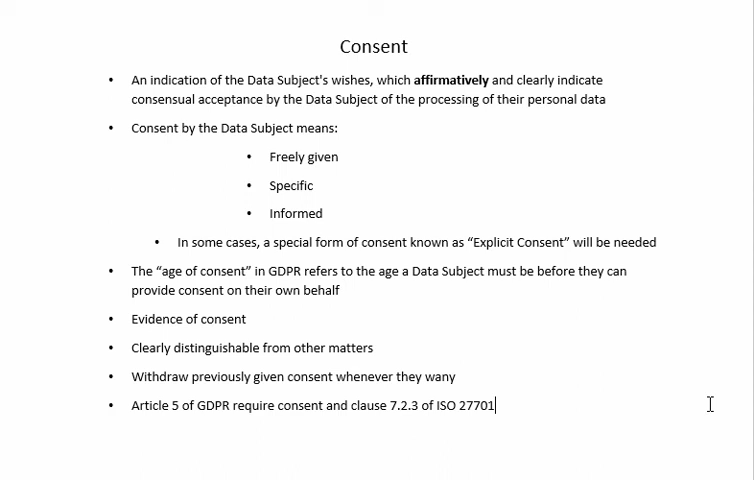 Consent
• An indication of the Data Subject's wishes, which affirmatively and clearly indicate
consensual acceptance by the Data Subject of the processing of their personal data
• Consent by the Data Subject means:
• Freely given
• Specific
• Informed
• In some cases, a special form of consent known as “Explicit Consent” will be needed
• The “age of consent” in GDPR refers to the age a Data Subject must be before they can
provide consent on their own behalf
• Evidence of consent
• Clearly distinguishable from other matters
• Withdraw previously given consent whenever they wany
• Article 5 of GDPR require consent and clause 7.2.3 of ISO 27701